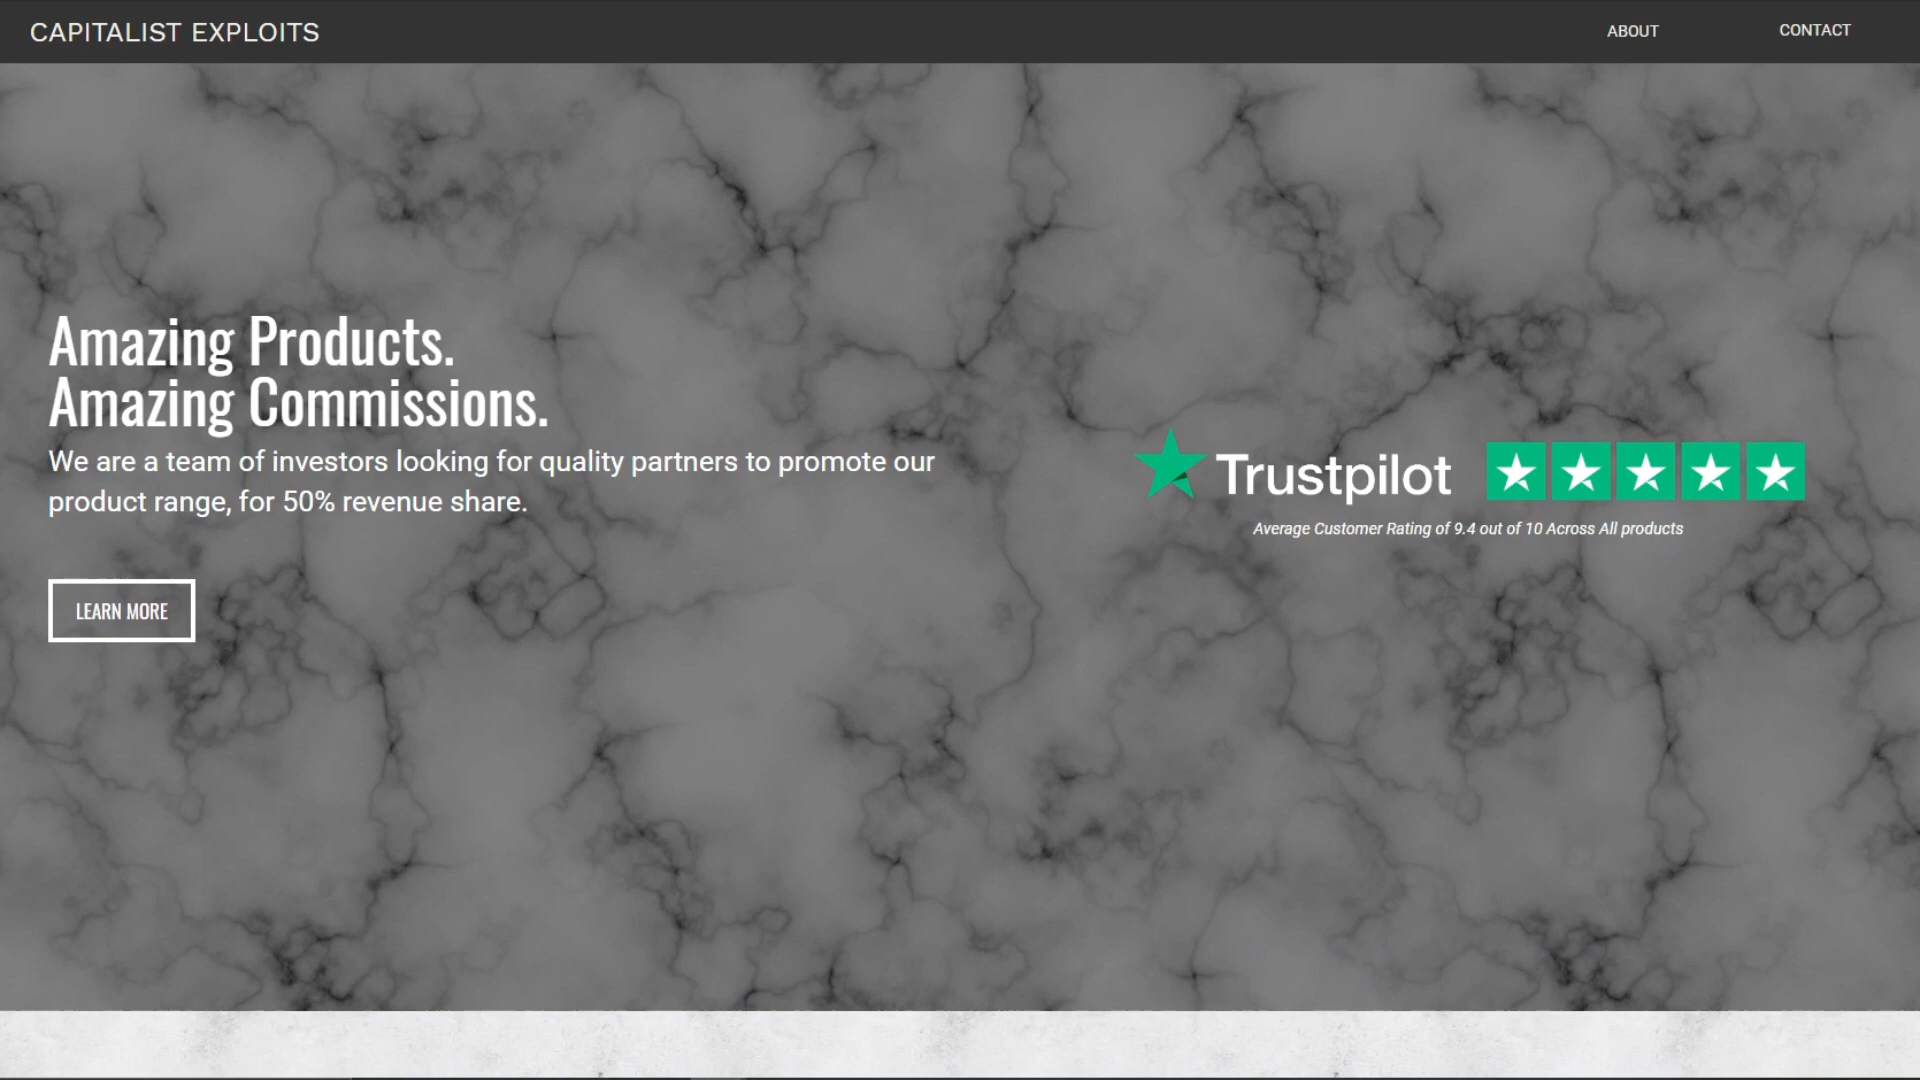 CAPITALIST EXPLOITS
ABOUT
CONTACT
Amazing Products.
Amazing Commissions.
We are a team of investors looking for quality partners to promote our
product range, for 50% revenue share.
LEARN MORE
Trustpilot
Average Customer Rating of 9.4 out of 10 Across All products